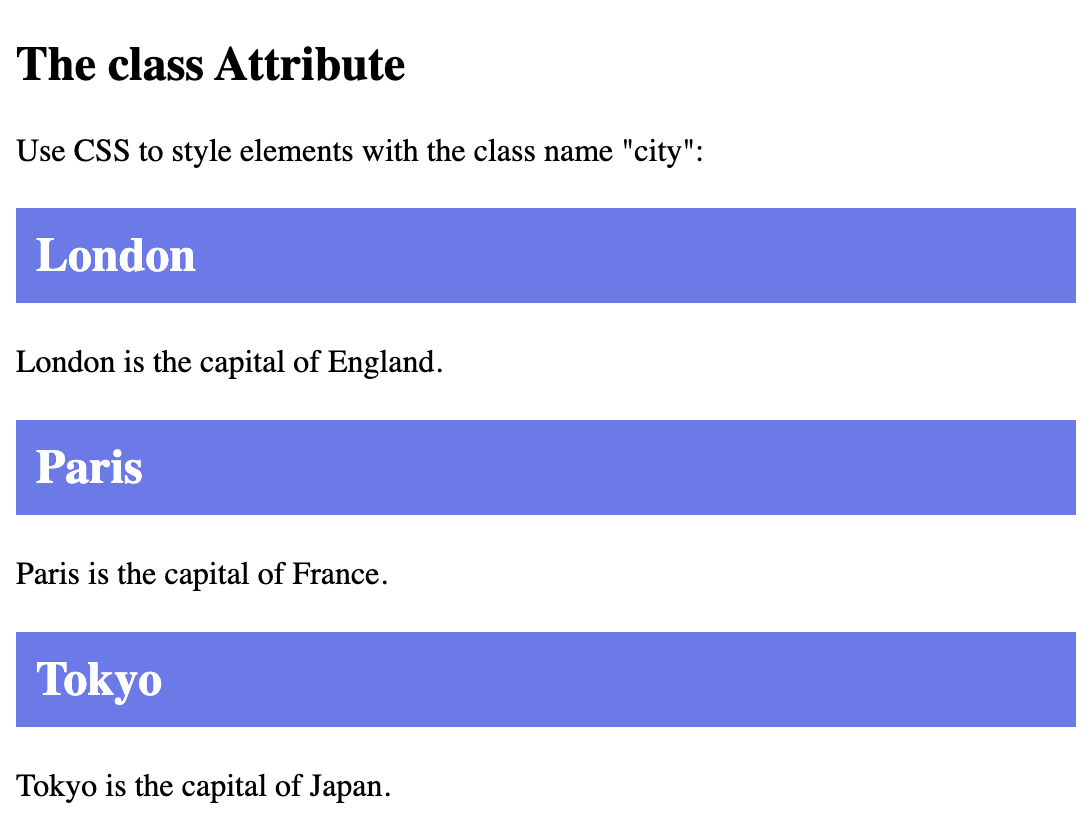 The class Attribute
Use CSS to style elements with the class name "city":
London
London is the capital of England.
Paris
Paris is the capital of France.
Tokyo
Tokyo is the capital of Japan.